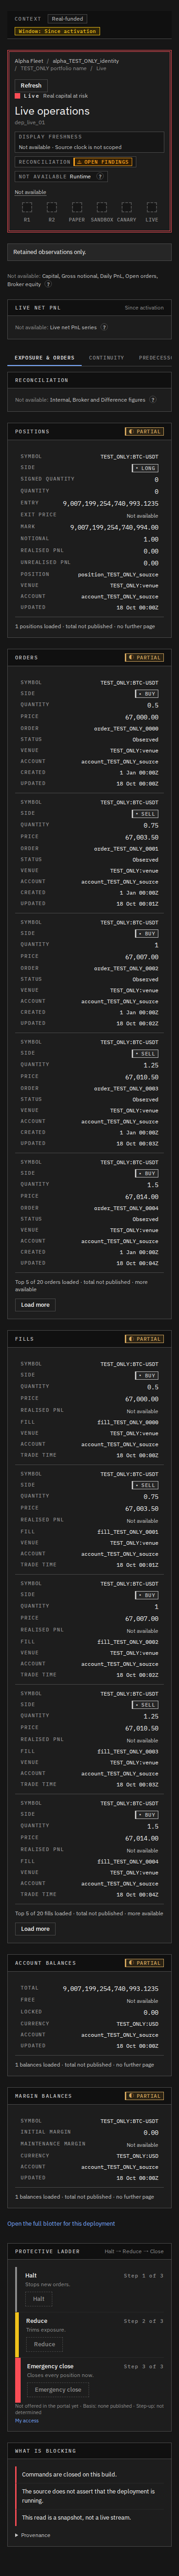 CONTEXT Real-funded
Window: Since activation
Alpha Fleet / alpha_TEST_ONLY_identity
/ TEST_ONLY portfolio name / Live
Refresh
Live Real capital at risk
Live operations
dep_live_01
DISPLAY FRESHNESS
Not available · Source clock is not scoped
RECONCILIATION ⚠ OPEN FINDINGS
NOT AVAILABLE Runtime ?
Not available
R1 R2 PAPER SANDBOX CANARY LIVE
Retained observations only.
Not available: Capital, Gross notional, Daily PnL, Open orders,
Broker equity ?
LIVE NET PNL Since activation
Not available: Live net PnL series ?
EXPOSURE & ORDERS CONTINUITY PREDECESS
RECONCILIATION
Not available: Internal, Broker and Difference figures ?
POSITIONS PARTIAL
SYMBOL TEST_ONLY:BTC-USDT
SIDE LONG
SIGNED QUANTITY 0
QUANTITY 0
ENTRY 9,007,199,254,740,993.1235
EXIT PRICE Not available
MARK 9,007,199,254,740,994.00
NOTIONAL 1.00
REALISED PNL 0.00
UNREALISED PNL 0.00
POSITION position_TEST_ONLY_source
VENUE TEST_ONLY:venue
ACCOUNT account_TEST_ONLY_source
UPDATED 18 Oct 00:00Z
1 positions loaded · total not published · no further page
ORDERS PARTIAL
SYMBOL TEST_ONLY:BTC-USDT
SIDE BUY
QUANTITY 0.5
PRICE 67,000.00
ORDER order_TEST_ONLY_0000
STATUS Observed
VENUE TEST_ONLY:venue
ACCOUNT account_TEST_ONLY_source
CREATED 1 Jan 00:00Z
UPDATED 18 Oct 00:00Z
SYMBOL TEST_ONLY:BTC-USDT
SIDE SELL
QUANTITY 0.75
PRICE 67,003.50
ORDER order_TEST_ONLY_0001
STATUS Observed
VENUE TEST_ONLY:venue
ACCOUNT account_TEST_ONLY_source
CREATED 1 Jan 00:00Z
UPDATED 18 Oct 00:01Z
SYMBOL TEST_ONLY:BTC-USDT
SIDE BUY
QUANTITY 1
PRICE 67,007.00
ORDER order_TEST_ONLY_0002
STATUS Observed
VENUE TEST_ONLY:venue
ACCOUNT account_TEST_ONLY_source
CREATED 1 Jan 00:00Z
UPDATED 18 Oct 00:02Z
SYMBOL TEST_ONLY:BTC-USDT
SIDE SELL
QUANTITY 1.25
PRICE 67,010.50
ORDER order_TEST_ONLY_0003
STATUS Observed
VENUE TEST_ONLY:venue
ACCOUNT account_TEST_ONLY_source
CREATED 1 Jan 00:00Z
UPDATED 18 Oct 00:03Z
SYMBOL TEST_ONLY:BTC-USDT
SIDE BUY
QUANTITY 1.5
PRICE 67,014.00
ORDER order_TEST_ONLY_0004
STATUS Observed
VENUE TEST_ONLY:venue
ACCOUNT account_TEST_ONLY_source
CREATED 1 Jan 00:00Z
UPDATED 18 Oct 00:04Z
Top 5 of 20 orders loaded · total not published · more
available
Load more
FILLS PARTIAL
SYMBOL TEST_ONLY:BTC-USDT
SIDE BUY
QUANTITY 0.5
PRICE 67,000.00
REALISED PNL Not available
FILL fill_TEST_ONLY_0000
VENUE TEST_ONLY:venue
ACCOUNT account_TEST_ONLY_source
TRADE TIME 18 Oct 00:00Z
SYMBOL TEST_ONLY:BTC-USDT
SIDE SELL
QUANTITY 0.75
PRICE 67,003.50
REALISED PNL Not available
FILL fill_TEST_ONLY_0001
VENUE TEST_ONLY:venue
ACCOUNT account_TEST_ONLY_source
TRADE TIME 18 Oct 00:01Z
SYMBOL TEST_ONLY:BTC-USDT
SIDE BUY
QUANTITY 1
PRICE 67,007.00
REALISED PNL Not available
FILL fill_TEST_ONLY_0002
VENUE TEST_ONLY:venue
ACCOUNT account_TEST_ONLY_source
TRADE TIME 18 Oct 00:02Z
SYMBOL TEST_ONLY:BTC-USDT
SIDE SELL
QUANTITY 1.25
PRICE 67,010.50
REALISED PNL Not available
FILL fill_TEST_ONLY_0003
VENUE TEST_ONLY:venue
ACCOUNT account_TEST_ONLY_source
TRADE TIME 18 Oct 00:03Z
SYMBOL TEST_ONLY:BTC-USDT
SIDE BUY
QUANTITY 1.5
PRICE 67,014.00
REALISED PNL Not available
FILL fill_TEST_ONLY_0004
VENUE TEST_ONLY:venue
ACCOUNT account_TEST_ONLY_source
TRADE TIME 18 Oct 00:04Z
Top 5 of 20 fills loaded · total not published · more available
Load more
ACCOUNT BALANCES PARTIAL
TOTAL 9,007,199,254,740,993.1235
FREE Not available
LOCKED 0.00
CURRENCY TEST_ONLY:USD
ACCOUNT account_TEST_ONLY_source
UPDATED 18 Oct 00:00Z
1 balances loaded · total not published · no further page
MARGIN BALANCES PARTIAL
SYMBOL TEST_ONLY:BTC-USDT
INITIAL MARGIN 0.00
MAINTENANCE MARGIN Not available
CURRENCY TEST_ONLY:USD
ACCOUNT account_TEST_ONLY_source
UPDATED 18 Oct 00:00Z
1 balances loaded · total not published · no further page
Open the full blotter for this deployment
PROTECTIVE LADDER Halt → Reduce → Close
Halt Step 1 of 3
Stops new orders.
Halt
Reduce Step 2 of 3
Trims exposure.
Reduce
Emergency close Step 3 of 3
Closes every position now.
Emergency close
Not offered in the portal yet · Basis: none published · Step-up: not
determined
My access
WHAT IS BLOCKING
Commands are closed on this build.
The source does not assert that the deployment is
running.
This read is a snapshot, not a live stream.
Provenance